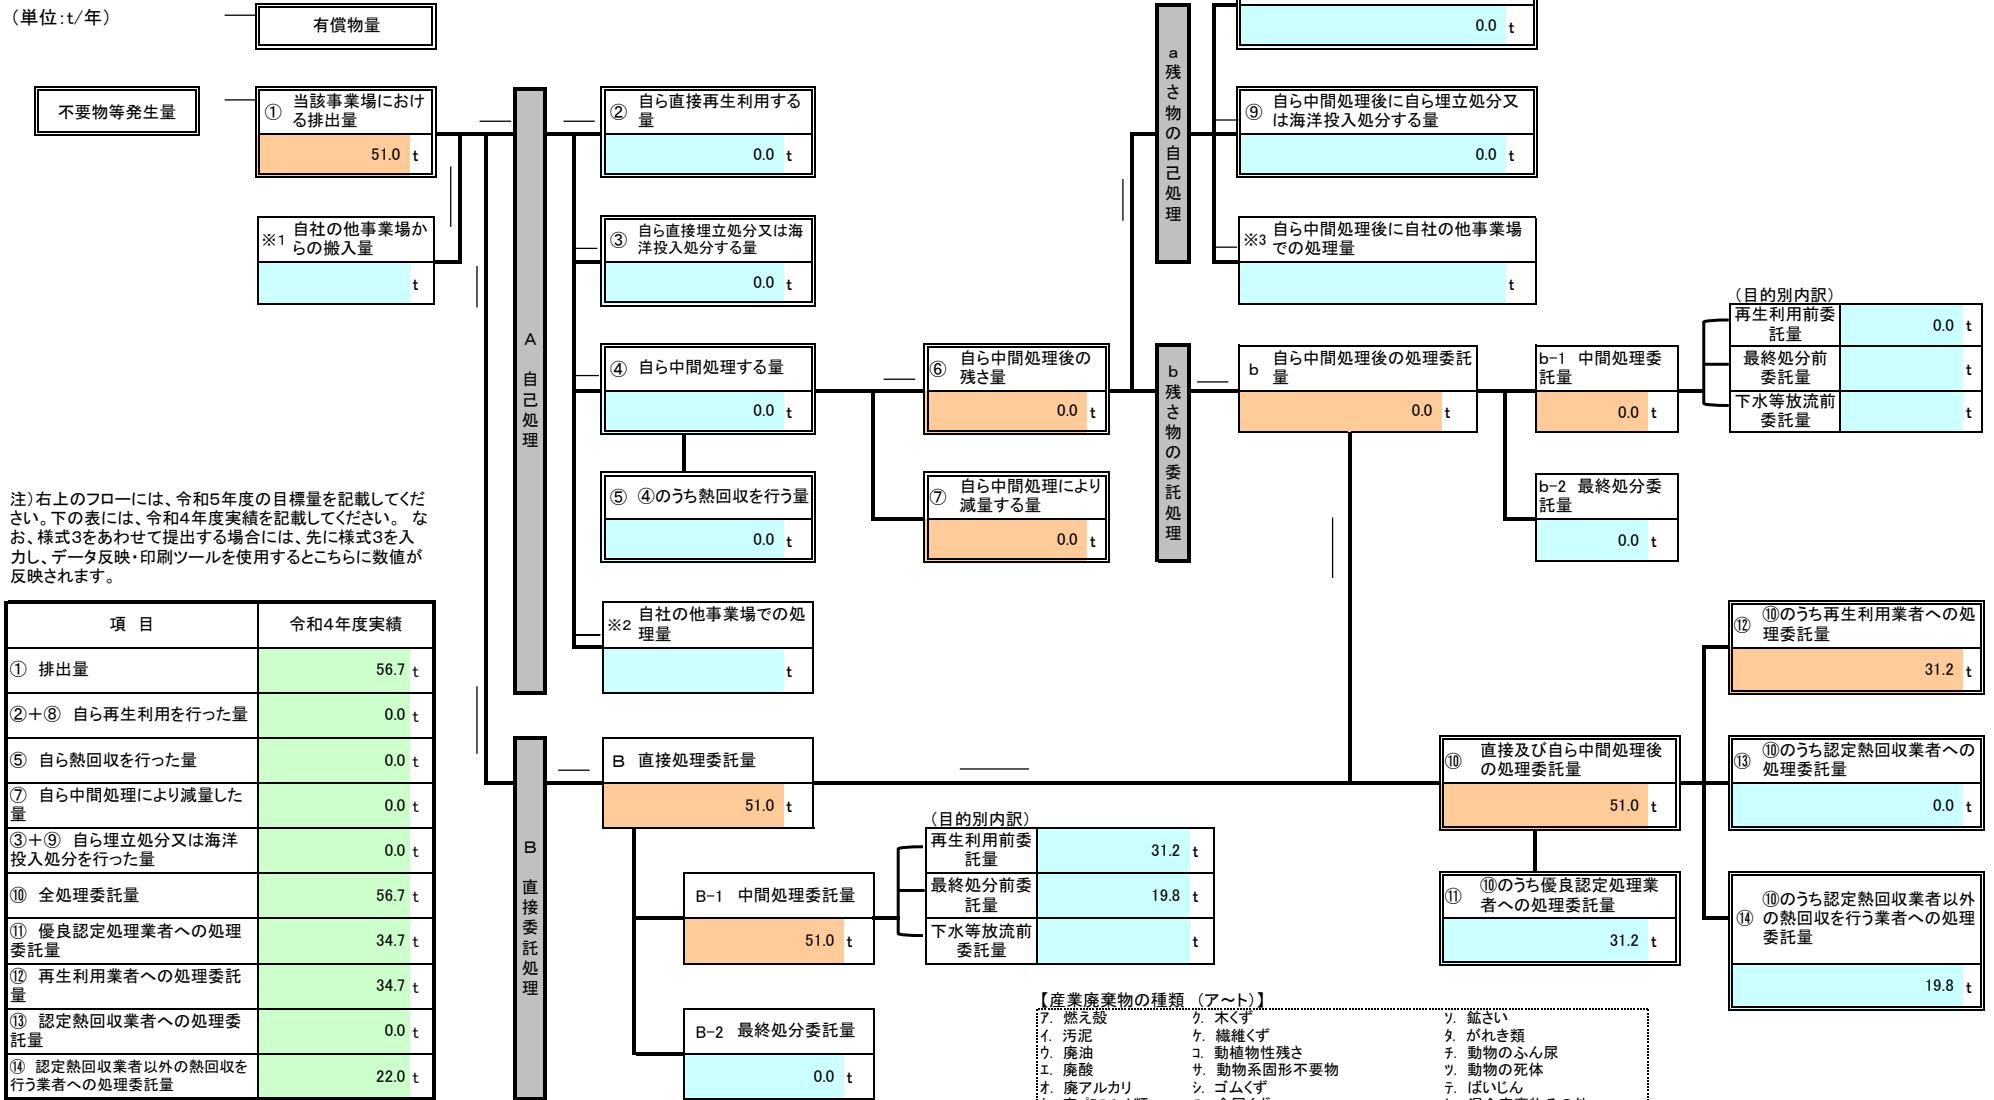 （単位:t/年）
有償物量
0.0 t
不要物等発生量
① 当該事業場におけ
る排出量
51.0 t
※1 自社の他事業場か
らの搬入量
t
A 自己処理
② 自ら直接再生利用する
量
0.0 t
③ 自ら直接埋立処分又は海
洋投入処分する量
0.0 t
④ 自ら中間処理する量
0.0 t
⑤ ④のうち熱回収を行う量
0.0 t
※2 自社の他事業場での処
理量
t
⑥ 自ら中間処理後の
残さ量
0.0 t
⑦ 自ら中間処理により
減量する量
0.0 t
a 残さ物の自己処理
⑨ 自ら中間処理後に自ら埋立処分又
は海洋投入処分する量
0.0 t
※3 自ら中間処理後に自社の他事業場
での処理量
t
b 残さ物の委託処理
b 自ら中間処理後の処理委託
量
0.0 t
b-1 中間処理委
託量
0.0 t
b-2 最終処分委
託量
0.0 t
（目的別内訳）
再生利用前委
託量
0.0 t
最終処分前
委託量
t
下水等放流前
委託量
t
注）右上のフローには、令和5年度の目標量を記載してくだ
さい。下の表には、令和4年度実績を記載してください。 な
お、様式3をあわせて提出する場合には、先に様式3を入
力し、データ反映・印刷ツールを使用するとこちらに数値が
反映されます。
項 目 令和4年度実績
① 排出量 56.7 t
②＋⑧ 自ら再生利用を行った量 0.0 t
⑤ 自ら熱回収を行った量 0.0 t
⑦ 自ら中間処理により減量した
量 0.0 t
③＋⑨ 自ら埋立処分又は海洋
投入処分を行った量 0.0 t
⑩ 全処理委託量 56.7 t
⑪ 優良認定処理業者への処理
委託量 34.7 t
⑫ 再生利用業者への処理委託
量 34.7 t
⑬ 認定熱回収業者への処理委
託量 0.0 t
⑭ 認定熱回収業者以外の熱回収を
行う業者への処理委託量 22.0 t
B 直接委託処理
B 直接処理委託量
51.0 t
B-1 中間処理委託量
51.0 t
B-2 最終処分委託量
0.0 t
（目的別内訳）
再生利用前委
託量
31.2 t
最終処分前委
託量
19.8 t
下水等放流前
委託量
t
⑩ 直接及び自ら中間処理後
の処理委託量
51.0 t
⑪ ⑩のうち優良認定処理業
者への処理委託量
31.2 t
⑫ ⑩のうち再生利用業者への処
理委託量
31.2 t
⑬ ⑩のうち認定熱回収業者への
処理委託量
0.0 t
⑭ ⑩のうち認定熱回収業者以外
の熱回収を行う業者への処理
委託量
19.8 t
【産業廃棄物の種類 （ア～ト）】
ア. 燃え殻 ク. 木くず ソ. 鉱さい
イ. 汚泥 ケ. 繊維くず タ. がれき類
ウ. 廃油 コ. 動植物性残さ チ. 動物のふん尿
エ. 廃酸 サ. 動物系固形不要物 ツ. 動物の死体
オ. 廃アルカリ シ. ゴムくず テ. ばいじん